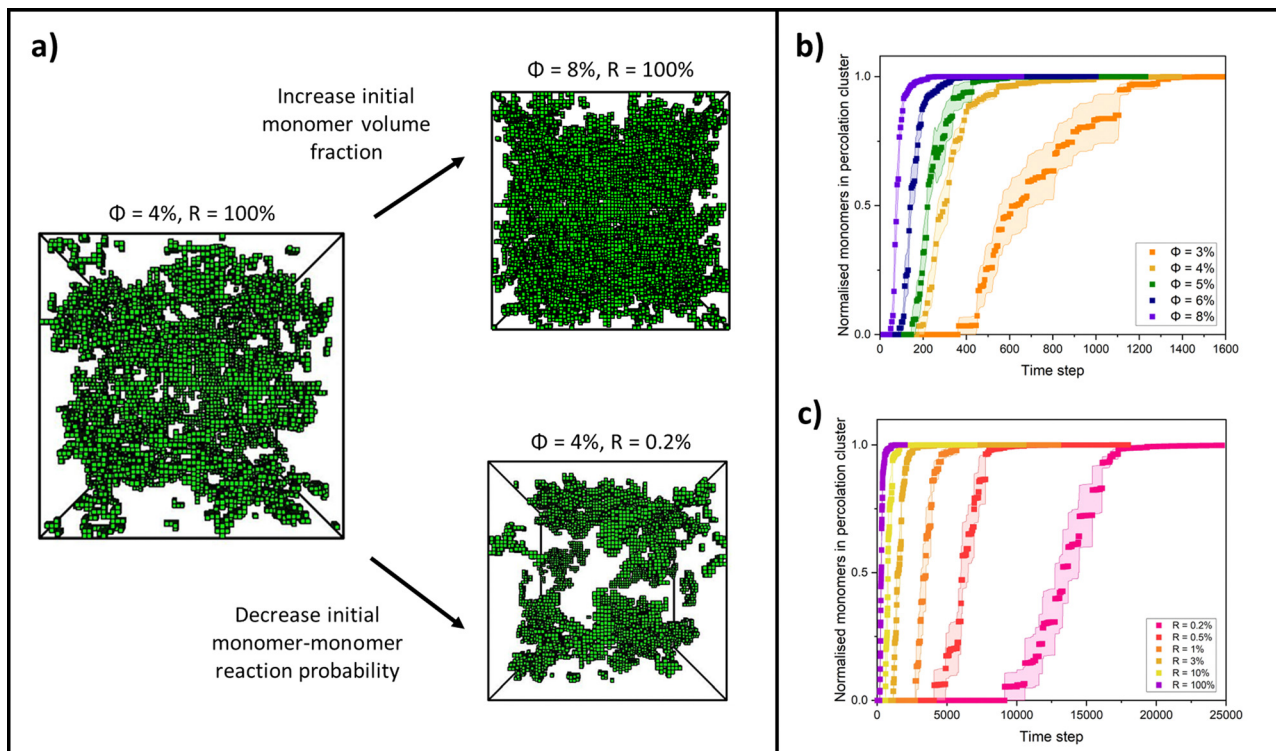 a)
Φ = 8%, R = 100%
Increase initial
monomer volume
fraction
Φ = 4%, R = 100%
Φ = 4%, R = 0.2%
Decrease initial
monomer-monomer
reaction probability
b)
Normalised monomers in percolation cluster
1.0
0.5
0.0
Φ = 3%
Φ = 4%
Φ = 5%
Φ = 6%
Φ = 8%
0 200 400 600 800 1000 1200 1400 1600
Time step
c)
Normalised monomers in percolation cluster
1.0
0.5
0.0
R = 0.2%
R = 0.5%
R = 1%
R = 3%
R = 10%
R = 100%
0 5000 10000 15000 20000 25000
Time step